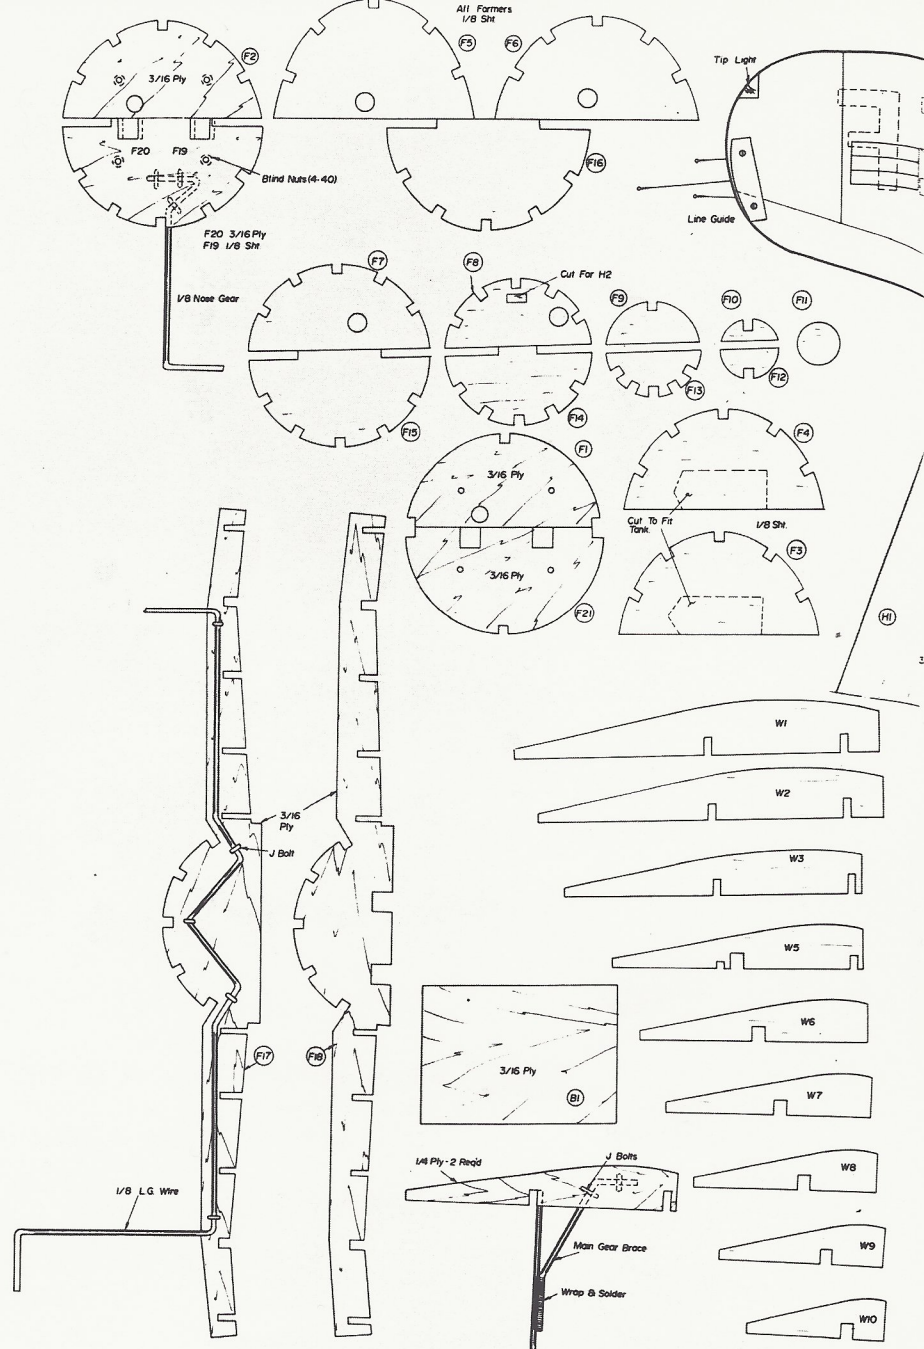 All Formers
1/8 Sht
F2
F5
F6
3/16 Ply
Tip Light
F20
F19
F16
Blind Nuts (4-40)
Line Guide
F20 3/16 Ply
F19 1/8 Sht
F7
F8
Cut For H2
1/8 Nose Gear
F9
F10
F11
F15
F14
F13
F12
F1
3/16 Ply
F4
Cut To Fit
Tank.
1/8 Sht.
3/16 Ply
F3
F21
H1
3
W1
W2
3/16
Ply
J Bolt
W3
W5
W6
F17
F18
3/16 Ply
B1
W7
1/4 Ply-2 Req'd
J Bolts
W8
1/8 L.G. Wire
Main Gear Brace
W9
Wrap & Solder
W10